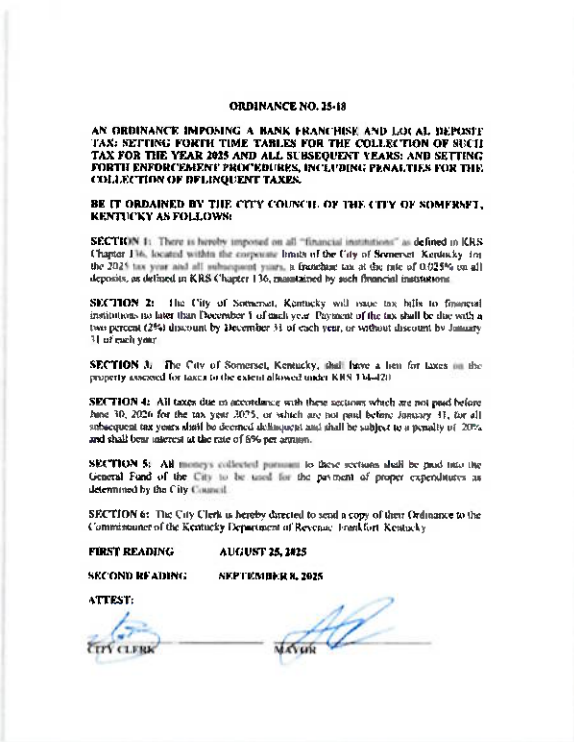 ORDINANCE NO. 25-18
AN ORDINANCE IMPOSING A BANK FRANCHISE AND LOCAL DEPOSIT
TAX: SETTING FORTH TIME TABLES FOR THE COLLECTION OF SUCH
TAX FOR THE YEAR 2025 AND ALL SUBSEQUENT YEARS: AND SETTING
FORTH ENFORCEMENT PROCEDURES, INCLUDING PENALTIES FOR THE
COLLECTION OF DELINQUENT TAXES.
BE IT ORDAINED BY THE CITY COUNCIL OF THE CITY OF SOMERSET,
KENTUCKY AS FOLLOWS:
SECTION 1: There is hereby imposed on all "financial institutions" as defined in KRS
Chapter 136, located within the corporate limits of the City of Somerset Kentucky for
the 2025 tax year and all subsequent years, a franchise tax at the rate of 0.025% on all
deposits, as defined in KRS Chapter 136, maintained by such financial institutions
SECTION 2: The City of Somerset, Kentucky will issue tax bills to financial
institutions no later than December 1 of each year Payment of the tax shall be due with a
two percent (2%) discount by December 31 of each year, or without discount by January
31 of each year
SECTION 3: The City of Somerset, Kentucky, shall have a lien for taxes on the
property assessed for taxes to the extent allowed under KRS 134-420
SECTION 4: All taxes due in accordance with these sections which are not paid before
June 30, 2026 for the tax year 2025, or which are not paid before January 31, for all
subsequent tax years shall be deemed delinquent and shall be subject to a penalty of 20%
and shall bear interest at the rate of 6% per annum.
SECTION 5: All moneys collected pursuant to these sections shall be paid into the
General Fund of the City to be used for the payment of proper expenditures as
determined by the City Council
SECTION 6: The City Clerk is hereby directed to send a copy of their Ordinance to the
Commissioner of the Kentucky Department of Revenue Frankfort Kentucky
FIRST READING AUGUST 25, 2025
SECOND READING SEPTEMBER 8, 2025
ATTEST:
CITY CLERK MAYOR